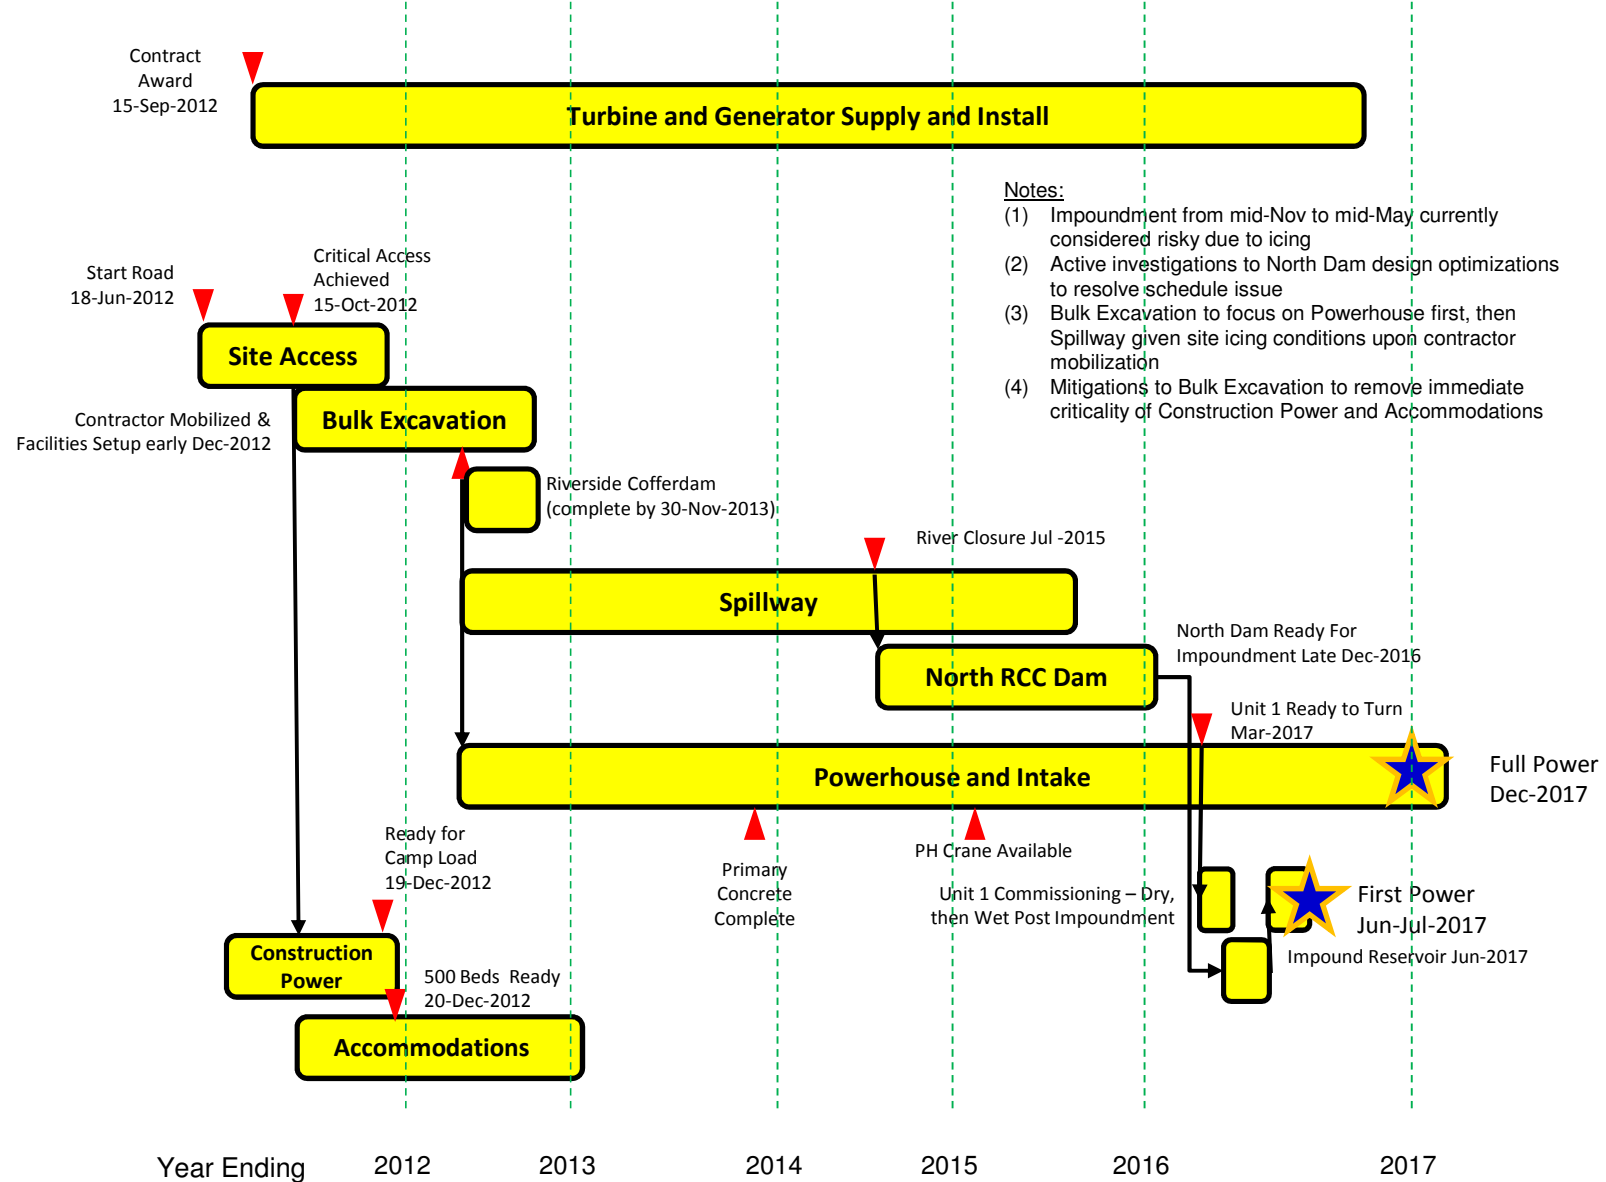 Contract
Award
15-Sep-2012
Turbine and Generator Supply and Install
Notes:
(1) Impoundment from mid-Nov to mid-May currently
considered risky due to icing
(2) Active investigations to North Dam design optimizations
to resolve schedule issue
(3) Bulk Excavation to focus on Powerhouse first, then
Spillway given site icing conditions upon contractor
mobilization
(4) Mitigations to Bulk Excavation to remove immediate
criticality of Construction Power and Accommodations
Start Road
18-Jun-2012
Critical Access
Achieved
15-Oct-2012
Site Access
Contractor Mobilized &
Facilities Setup early Dec-2012
Bulk Excavation
Riverside Cofferdam
(complete by 30-Nov-2013)
River Closure Jul -2015
Spillway
North Dam Ready For
Impoundment Late Dec-2016
North RCC Dam
Unit 1 Ready to Turn
Mar-2017
Powerhouse and Intake
Full Power
Dec-2017
Ready for
Camp Load
19-Dec-2012
Primary
Concrete
Complete
PH Crane Available
Unit 1 Commissioning – Dry,
then Wet Post Impoundment
First Power
Jun-Jul-2017
Impound Reservoir Jun-2017
Construction
Power
500 Beds  Ready
20-Dec-2012
Accommodations
Year Ending 2012 2013 2014 2015 2016 2017